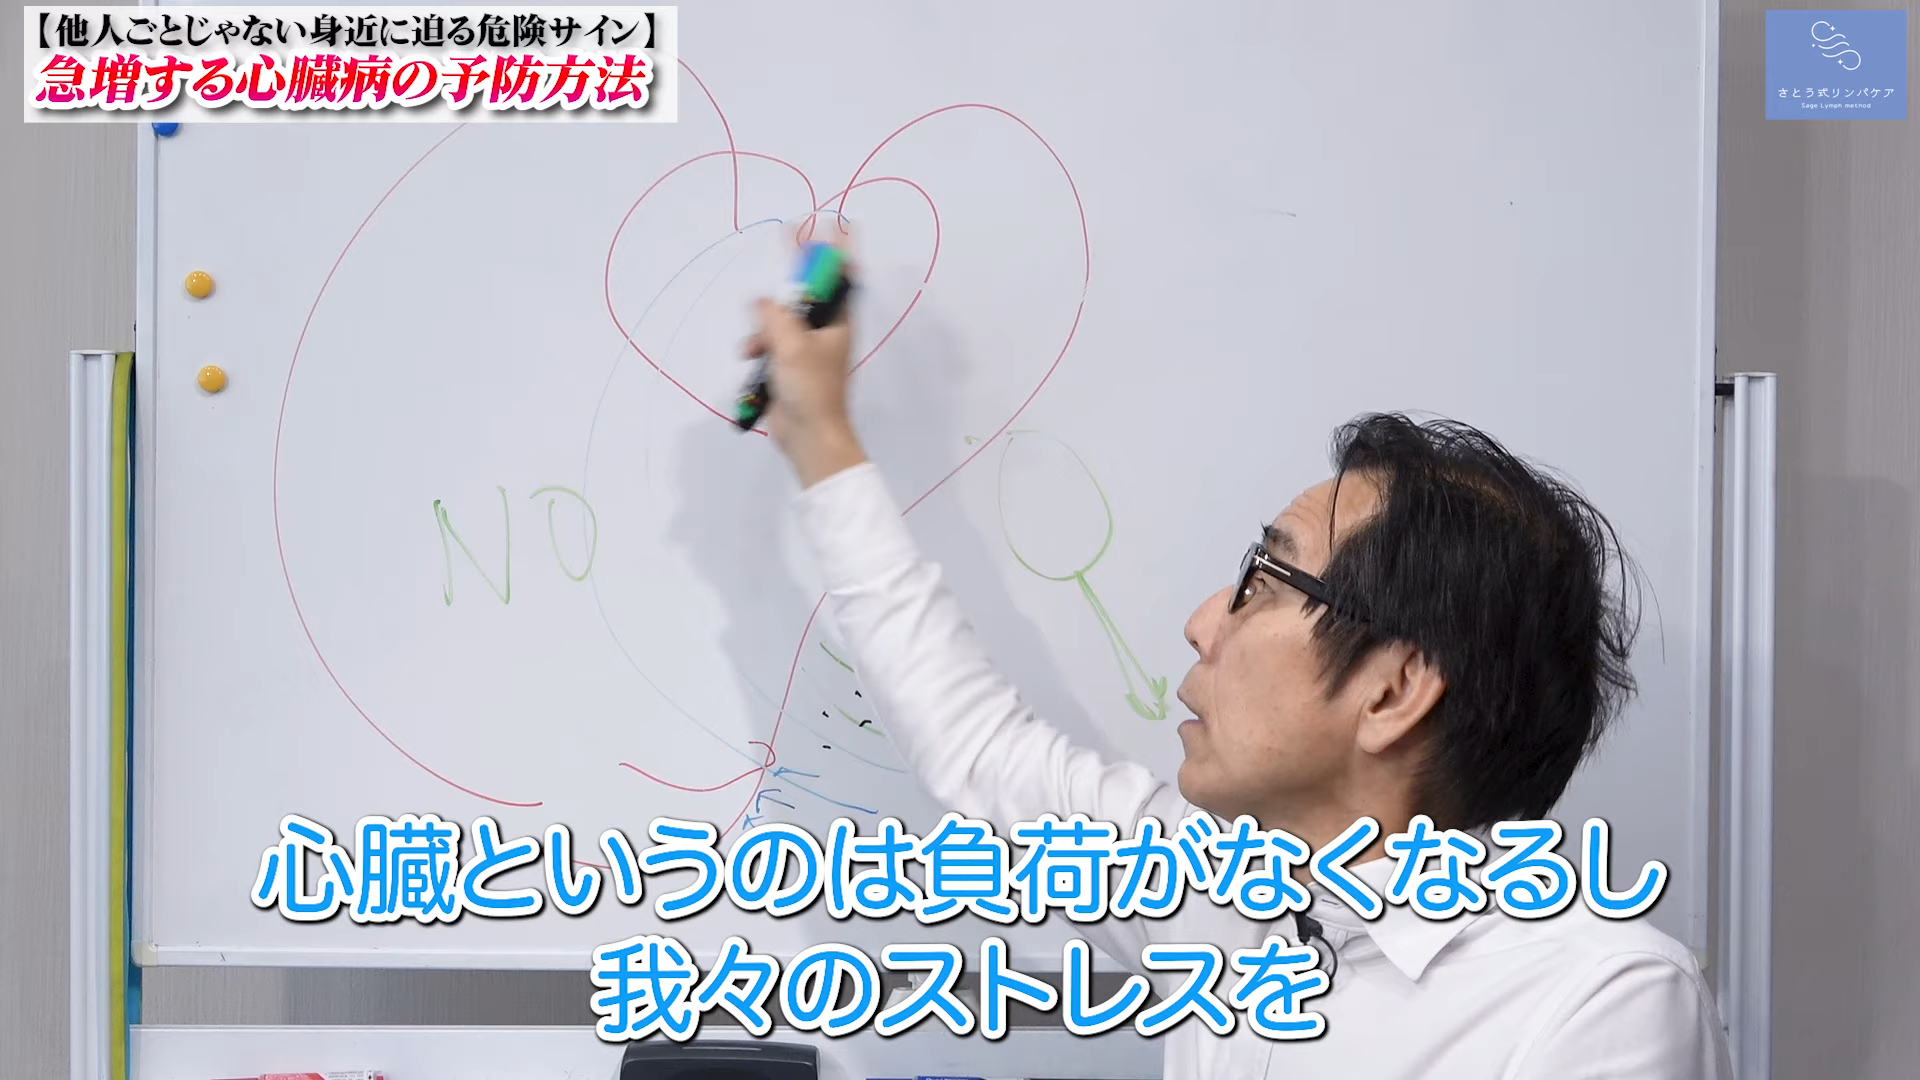 【他人ごとじゃない身近に迫る危険サイン】
急増する心臓病の予防方法
さとう式リンパケア
Sage Lymph method
NO
心臓というのは負荷がなくなるし
我々のストレスを